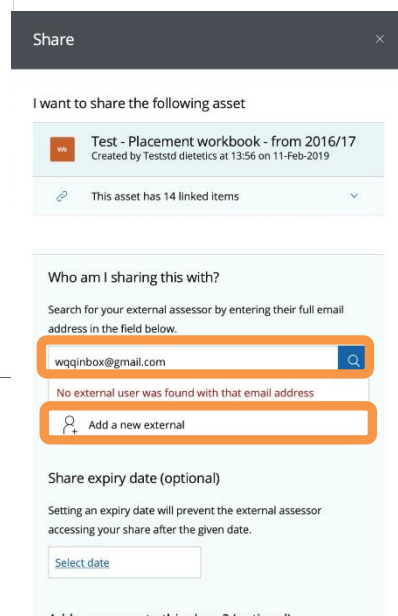 Share
I want to share the following asset
Wb
Test - Placement workbook - from 2016/17
Created by Teststd dietetics at 13:56 on 11-Feb-2019
This asset has 14 linked items
Who am I sharing this with?
Search for your external assessor by entering their full email
address in the field below.
wqqinbox@gmail.com
No external user was found with that email address
Add a new external
Share expiry date (optional)
Setting an expiry date will prevent the external assessor
accessing your share after the given date.
Select date